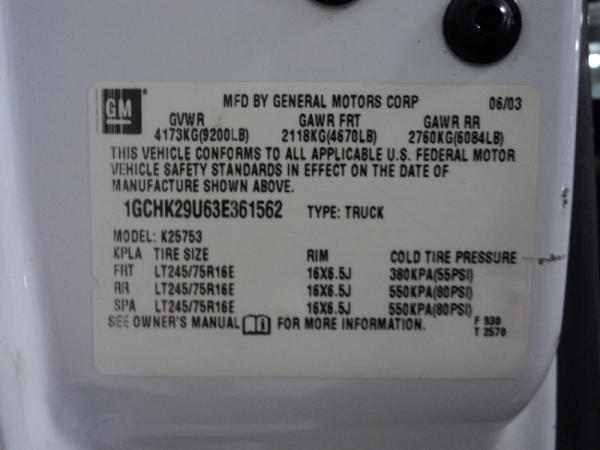 GM MFD BY GENERAL MOTORS CORP 06/03
GVWR GAWR FRT GAWR RR
4173KG(9200LB) 2118KG(4670LB) 2760KG(6084LB)
THIS VEHICLE CONFORMS TO ALL APPLICABLE U.S. FEDERAL MOTOR
VEHICLE SAFETY STANDARDS IN EFFECT ON THE DATE OF
MANUFACTURE SHOWN ABOVE.
1GCHK29U63E361562 TYPE: TRUCK
MODEL: K25753
KPLA TIRE SIZE RIM COLD TIRE PRESSURE
FRT LT245/75R16E 16X6.5J 380KPA(55PSI)
RR LT245/75R16E 16X6.5J 550KPA(80PSI)
SPA LT245/75R16E 16X6.5J 550KPA(80PSI)
SEE OWNER'S MANUAL FOR MORE INFORMATION. F 930
T 2570